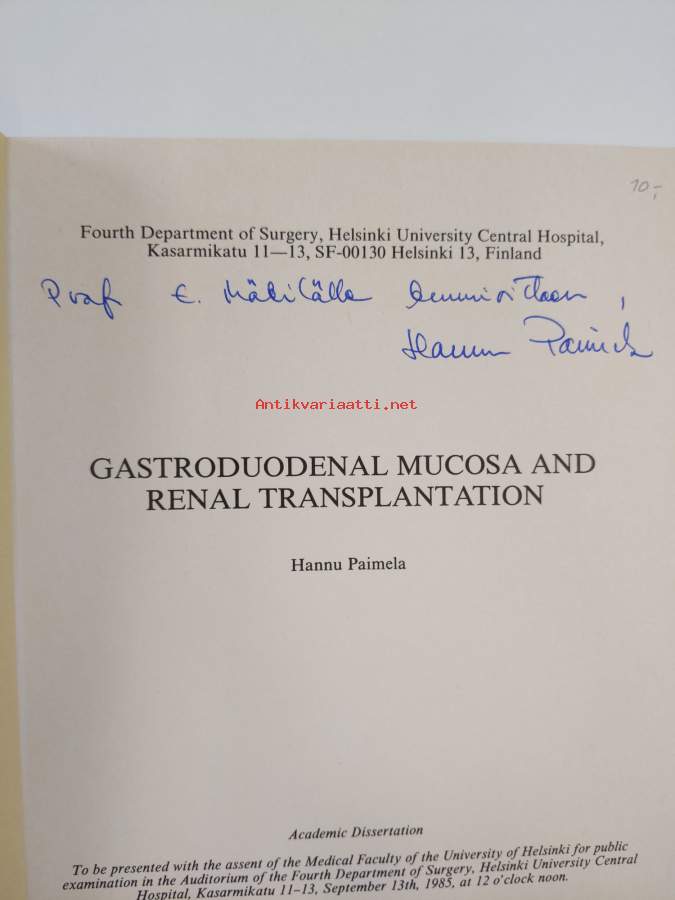 10,-
Fourth Department of Surgery, Helsinki University Central Hospital,
Kasarmikatu 11—13, SF-00130 Helsinki 13, Finland
Prof E. Mäkilälle kunnioittaen,
Hannu Paimela
Antikvariaatti.net
GASTRODUODENAL MUCOSA AND
RENAL TRANSPLANTATION
Hannu Paimela
Academic Dissertation
To be presented with the assent of the Medical Faculty of the University of Helsinki for public
examination in the Auditorium of the Fourth Department of Surgery, Helsinki University Central
Hospital, Kasarmikatu 11-13, September 13th, 1985, at 12 o'clock noon.